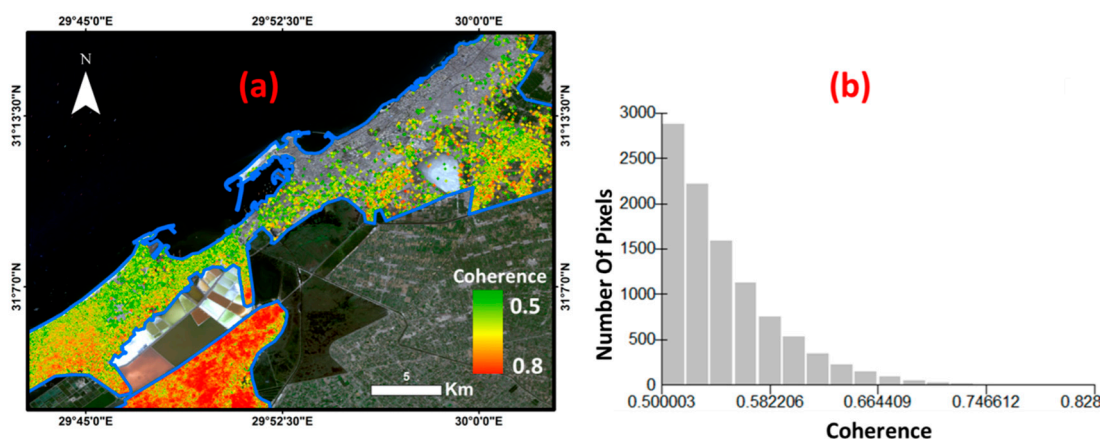 29°45'0"E 29°52'30"E 30°0'0"E
N
(a)
31°13'30"N
31°13'30"N
31°7'0"N
31°7'0"N
Coherence
0.5
0.8
5
Km
29°45'0"E 29°52'30"E 30°0'0"E
(b)
Number Of Pixels
3000
2500
2000
1500
1000
500
0
0.500003 0.582206 0.664409 0.746612 0.828
Coherence